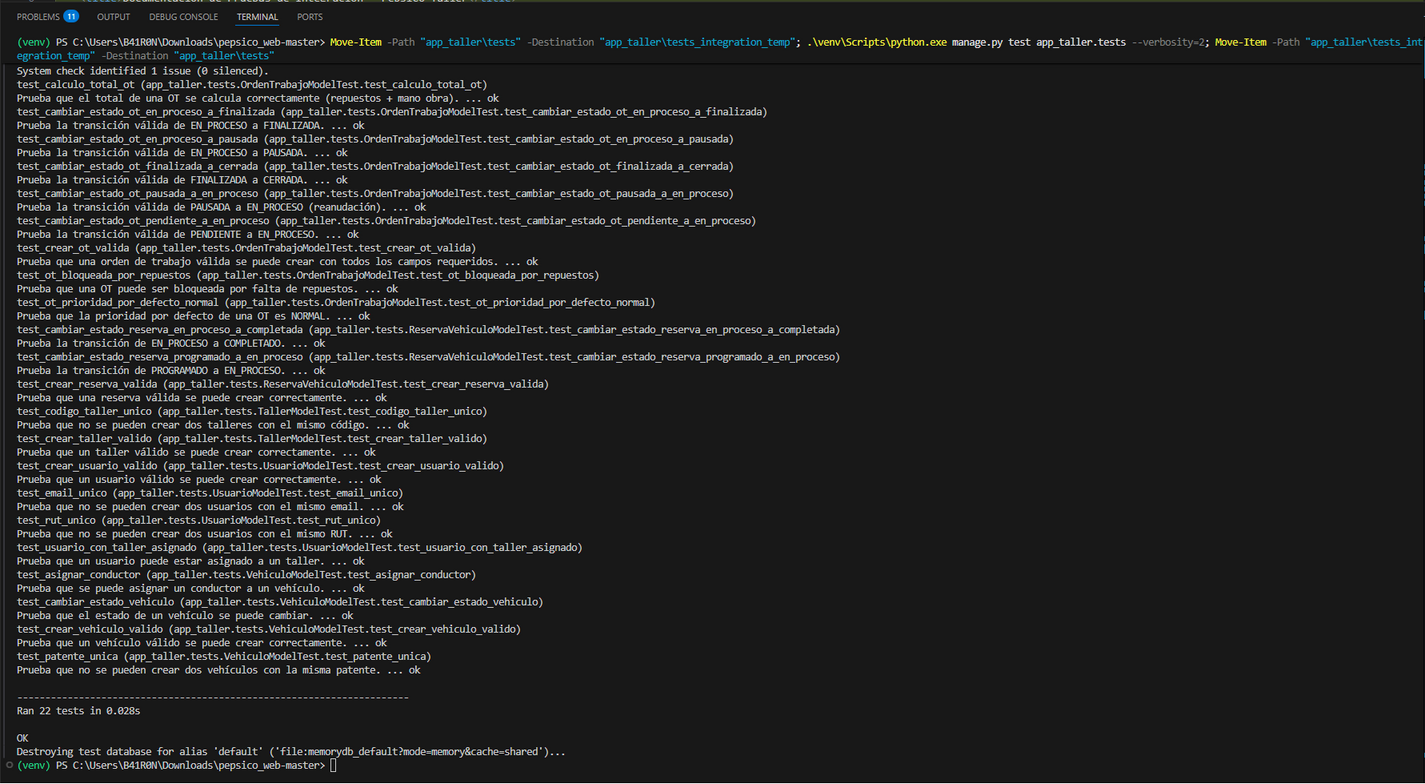 PROBLEMS 11 OUTPUT DEBUG CONSOLE TERMINAL PORTS
(venv) PS C:\Users\B41R0N\Downloads\pepsico_web-master> Move-Item -Path "app_taller\tests" -Destination "app_taller\tests_integration_temp"; .\venv\Scripts\python.exe manage.py test app_taller.tests --verbosity=2; Move-Item -Path "app_taller\tests_int
egration_temp" -Destination "app_taller\tests"
System check identified 1 issue (0 silenced).
test_calculo_total_ot (app_taller.tests.OrdenTrabajoModelTest.test_calculo_total_ot)
Prueba que el total de una OT se calcula correctamente (repuestos + mano obra). ... ok
test_cambiar_estado_ot_en_proceso_a_finalizada (app_taller.tests.OrdenTrabajoModelTest.test_cambiar_estado_ot_en_proceso_a_finalizada)
Prueba la transición válida de EN_PROCESO a FINALIZADA. ... ok
test_cambiar_estado_ot_en_proceso_a_pausada (app_taller.tests.OrdenTrabajoModelTest.test_cambiar_estado_ot_en_proceso_a_pausada)
Prueba la transición válida de EN_PROCESO a PAUSADA. ... ok
test_cambiar_estado_ot_finalizada_a_cerrada (app_taller.tests.OrdenTrabajoModelTest.test_cambiar_estado_ot_finalizada_a_cerrada)
Prueba la transición válida de FINALIZADA a CERRADA. ... ok
test_cambiar_estado_ot_pausada_a_en_proceso (app_taller.tests.OrdenTrabajoModelTest.test_cambiar_estado_ot_pausada_a_en_proceso)
Prueba la transición válida de PAUSADA a EN_PROCESO (reanudación). ... ok
test_cambiar_estado_ot_pendiente_a_en_proceso (app_taller.tests.OrdenTrabajoModelTest.test_cambiar_estado_ot_pendiente_a_en_proceso)
Prueba la transición válida de PENDIENTE a EN_PROCESO. ... ok
test_crear_ot_valida (app_taller.tests.OrdenTrabajoModelTest.test_crear_ot_valida)
Prueba que una orden de trabajo válida se puede crear con todos los campos requeridos. ... ok
test_ot_bloqueada_por_repuestos (app_taller.tests.OrdenTrabajoModelTest.test_ot_bloqueada_por_repuestos)
Prueba que una OT puede ser bloqueada por falta de repuestos. ... ok
test_ot_prioridad_por_defecto_normal (app_taller.tests.OrdenTrabajoModelTest.test_ot_prioridad_por_defecto_normal)
Prueba que la prioridad por defecto de una OT es NORMAL. ... ok
test_cambiar_estado_reserva_en_proceso_a_completada (app_taller.tests.ReservaVehiculoModelTest.test_cambiar_estado_reserva_en_proceso_a_completada)
Prueba la transición de EN_PROCESO a COMPLETADO. ... ok
test_cambiar_estado_reserva_programado_a_en_proceso (app_taller.tests.ReservaVehiculoModelTest.test_cambiar_estado_reserva_programado_a_en_proceso)
Prueba la transición de PROGRAMADO a EN_PROCESO. ... ok
test_crear_reserva_valida (app_taller.tests.ReservaVehiculoModelTest.test_crear_reserva_valida)
Prueba que una reserva válida se puede crear correctamente. ... ok
test_codigo_taller_unico (app_taller.tests.TallerModelTest.test_codigo_taller_unico)
Prueba que no se pueden crear dos talleres con el mismo código. ... ok
test_crear_taller_valido (app_taller.tests.TallerModelTest.test_crear_taller_valido)
Prueba que un taller válido se puede crear correctamente. ... ok
test_crear_usuario_valido (app_taller.tests.UsuarioModelTest.test_crear_usuario_valido)
Prueba que un usuario válido se puede crear correctamente. ... ok
test_email_unico (app_taller.tests.UsuarioModelTest.test_email_unico)
Prueba que no se pueden crear dos usuarios con el mismo email. ... ok
test_rut_unico (app_taller.tests.UsuarioModelTest.test_rut_unico)
Prueba que no se pueden crear dos usuarios con el mismo RUT. ... ok
test_usuario_con_taller_asignado (app_taller.tests.UsuarioModelTest.test_usuario_con_taller_asignado)
Prueba que un usuario puede estar asignado a un taller. ... ok
test_asignar_conductor (app_taller.tests.VehiculoModelTest.test_asignar_conductor)
Prueba que se puede asignar un conductor a un vehículo. ... ok
test_cambiar_estado_vehiculo (app_taller.tests.VehiculoModelTest.test_cambiar_estado_vehiculo)
Prueba que el estado de un vehículo se puede cambiar. ... ok
test_crear_vehiculo_valido (app_taller.tests.VehiculoModelTest.test_crear_vehiculo_valido)
Prueba que un vehículo válido se puede crear correctamente. ... ok
test_patente_unica (app_taller.tests.VehiculoModelTest.test_patente_unica)
Prueba que no se pueden crear dos vehículos con la misma patente. ... ok
----------------------------------------------------------------------
Ran 22 tests in 0.028s
OK
Destroying test database for alias 'default' ('file:memorydb_default?mode=memory&cache=shared')...
(venv) PS C:\Users\B41R0N\Downloads\pepsico_web-master>